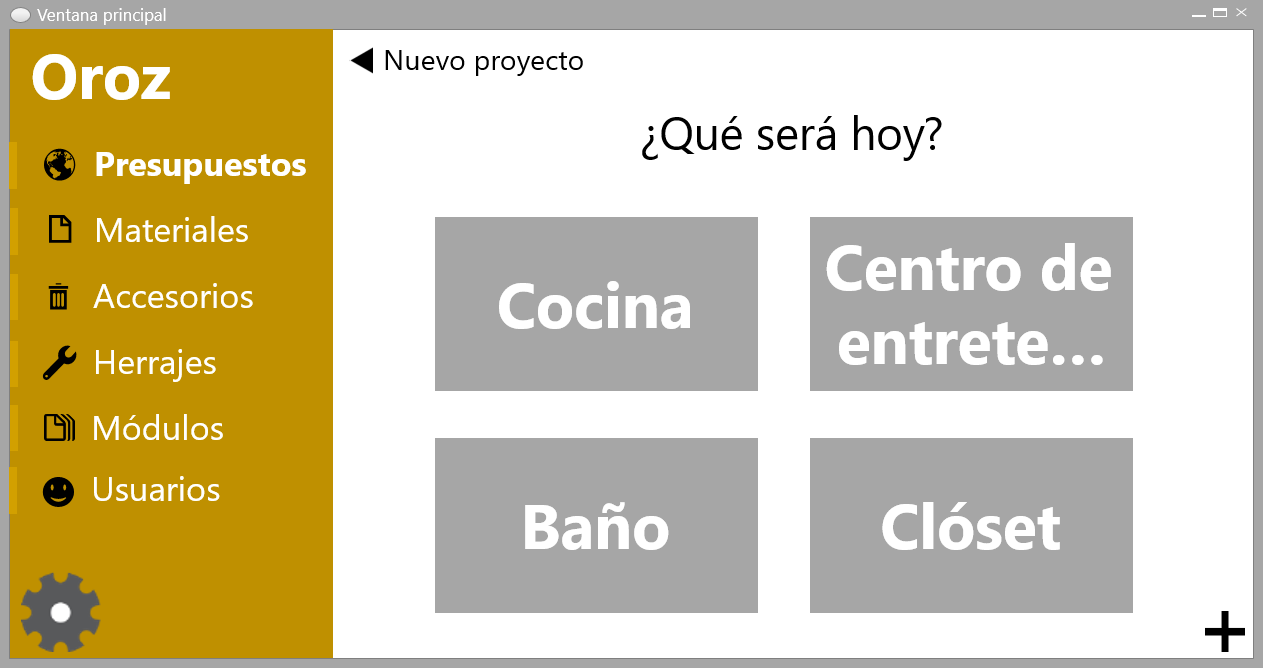 Ventana principal
Oroz
Presupuestos
Materiales
Accesorios
Herrajes
Módulos
Usuarios
Nuevo proyecto
¿Qué será hoy?
Cocina
Centro de
entrete...
Baño
Clóset